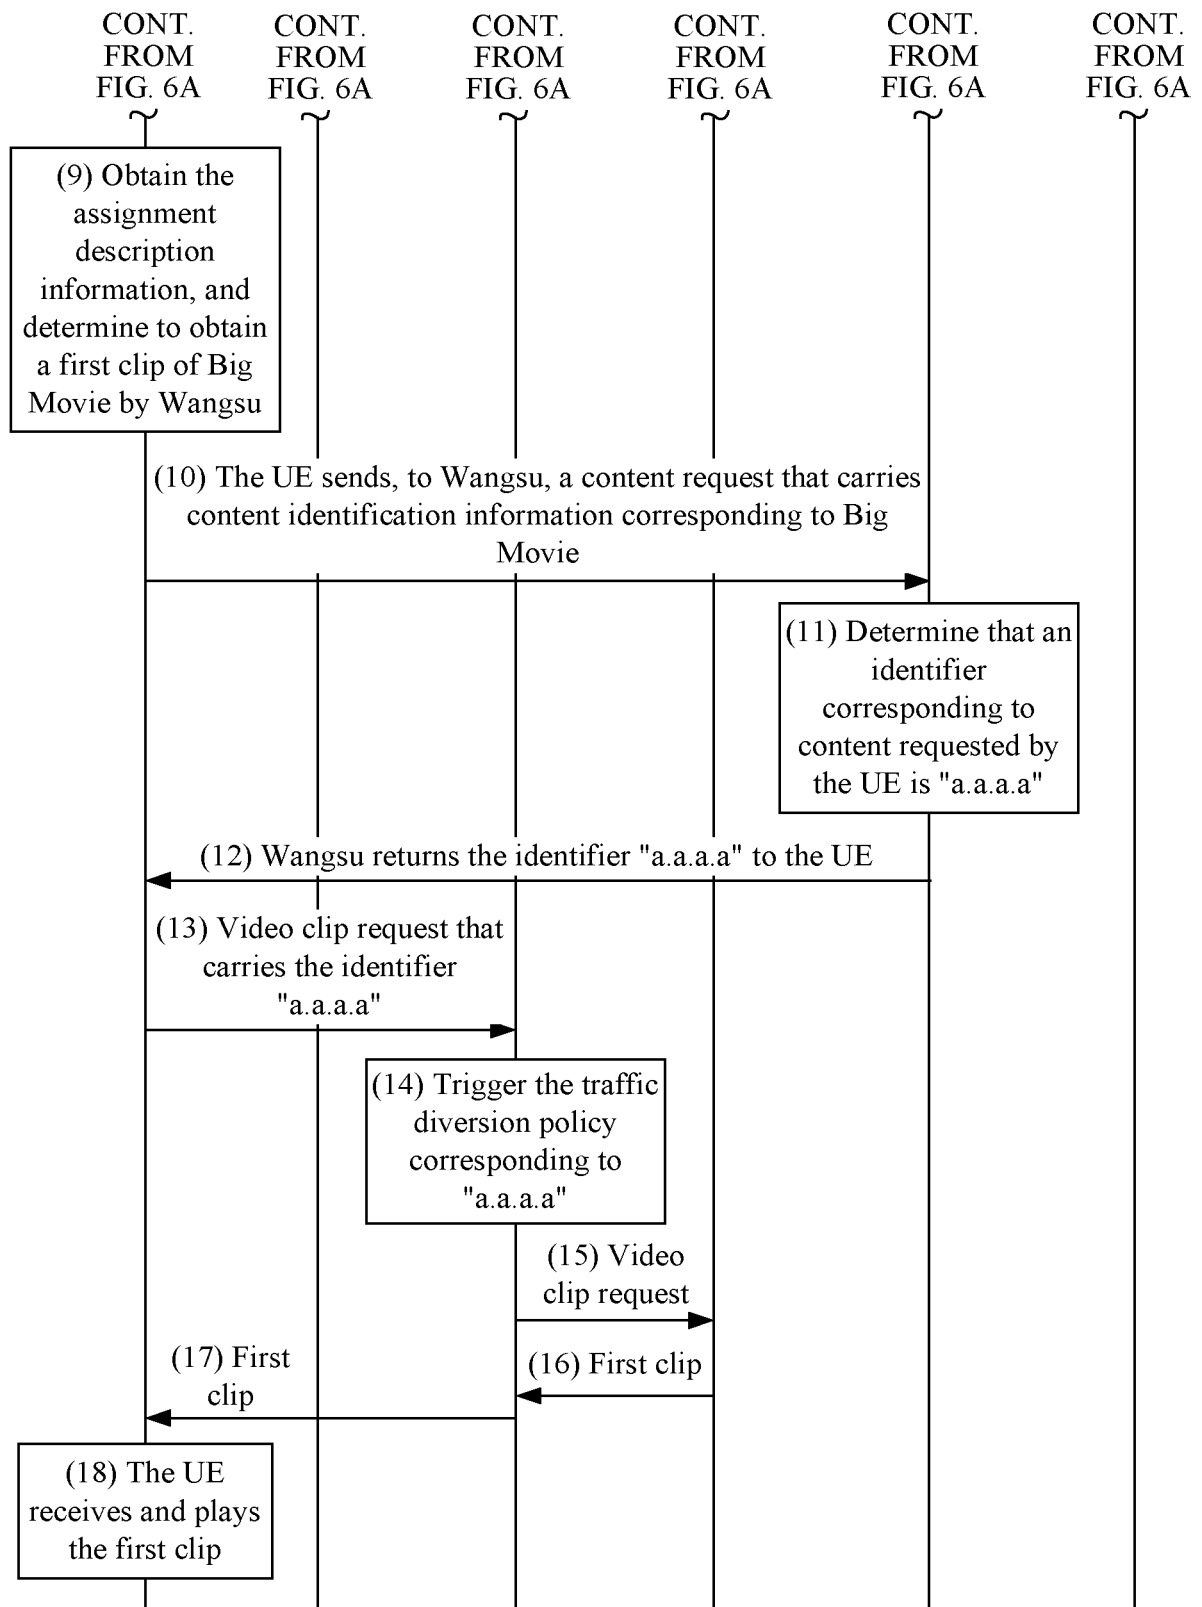 CONT.
FROM
FIG. 6A
CONT.
FROM
FIG. 6A
CONT.
FROM
FIG. 6A
CONT.
FROM
FIG. 6A
CONT.
FROM
FIG. 6A
CONT.
FROM
FIG. 6A
(9) Obtain the
assignment
description
information, and
determine to obtain
a first clip of Big
Movie by Wangsu
(10) The UE sends, to Wangsu, a content request that carries
content identification information corresponding to Big
Movie
(11) Determine that an
identifier
corresponding to
content requested by
the UE is "a.a.a.a"
(12) Wangsu returns the identifier "a.a.a.a" to the UE
(13) Video clip request that
carries the identifier
"a.a.a.a"
(14) Trigger the traffic
diversion policy
corresponding to
"a.a.a.a"
(15) Video
clip request
(16) First clip
(17) First
clip
(18) The UE
receives and plays
the first clip